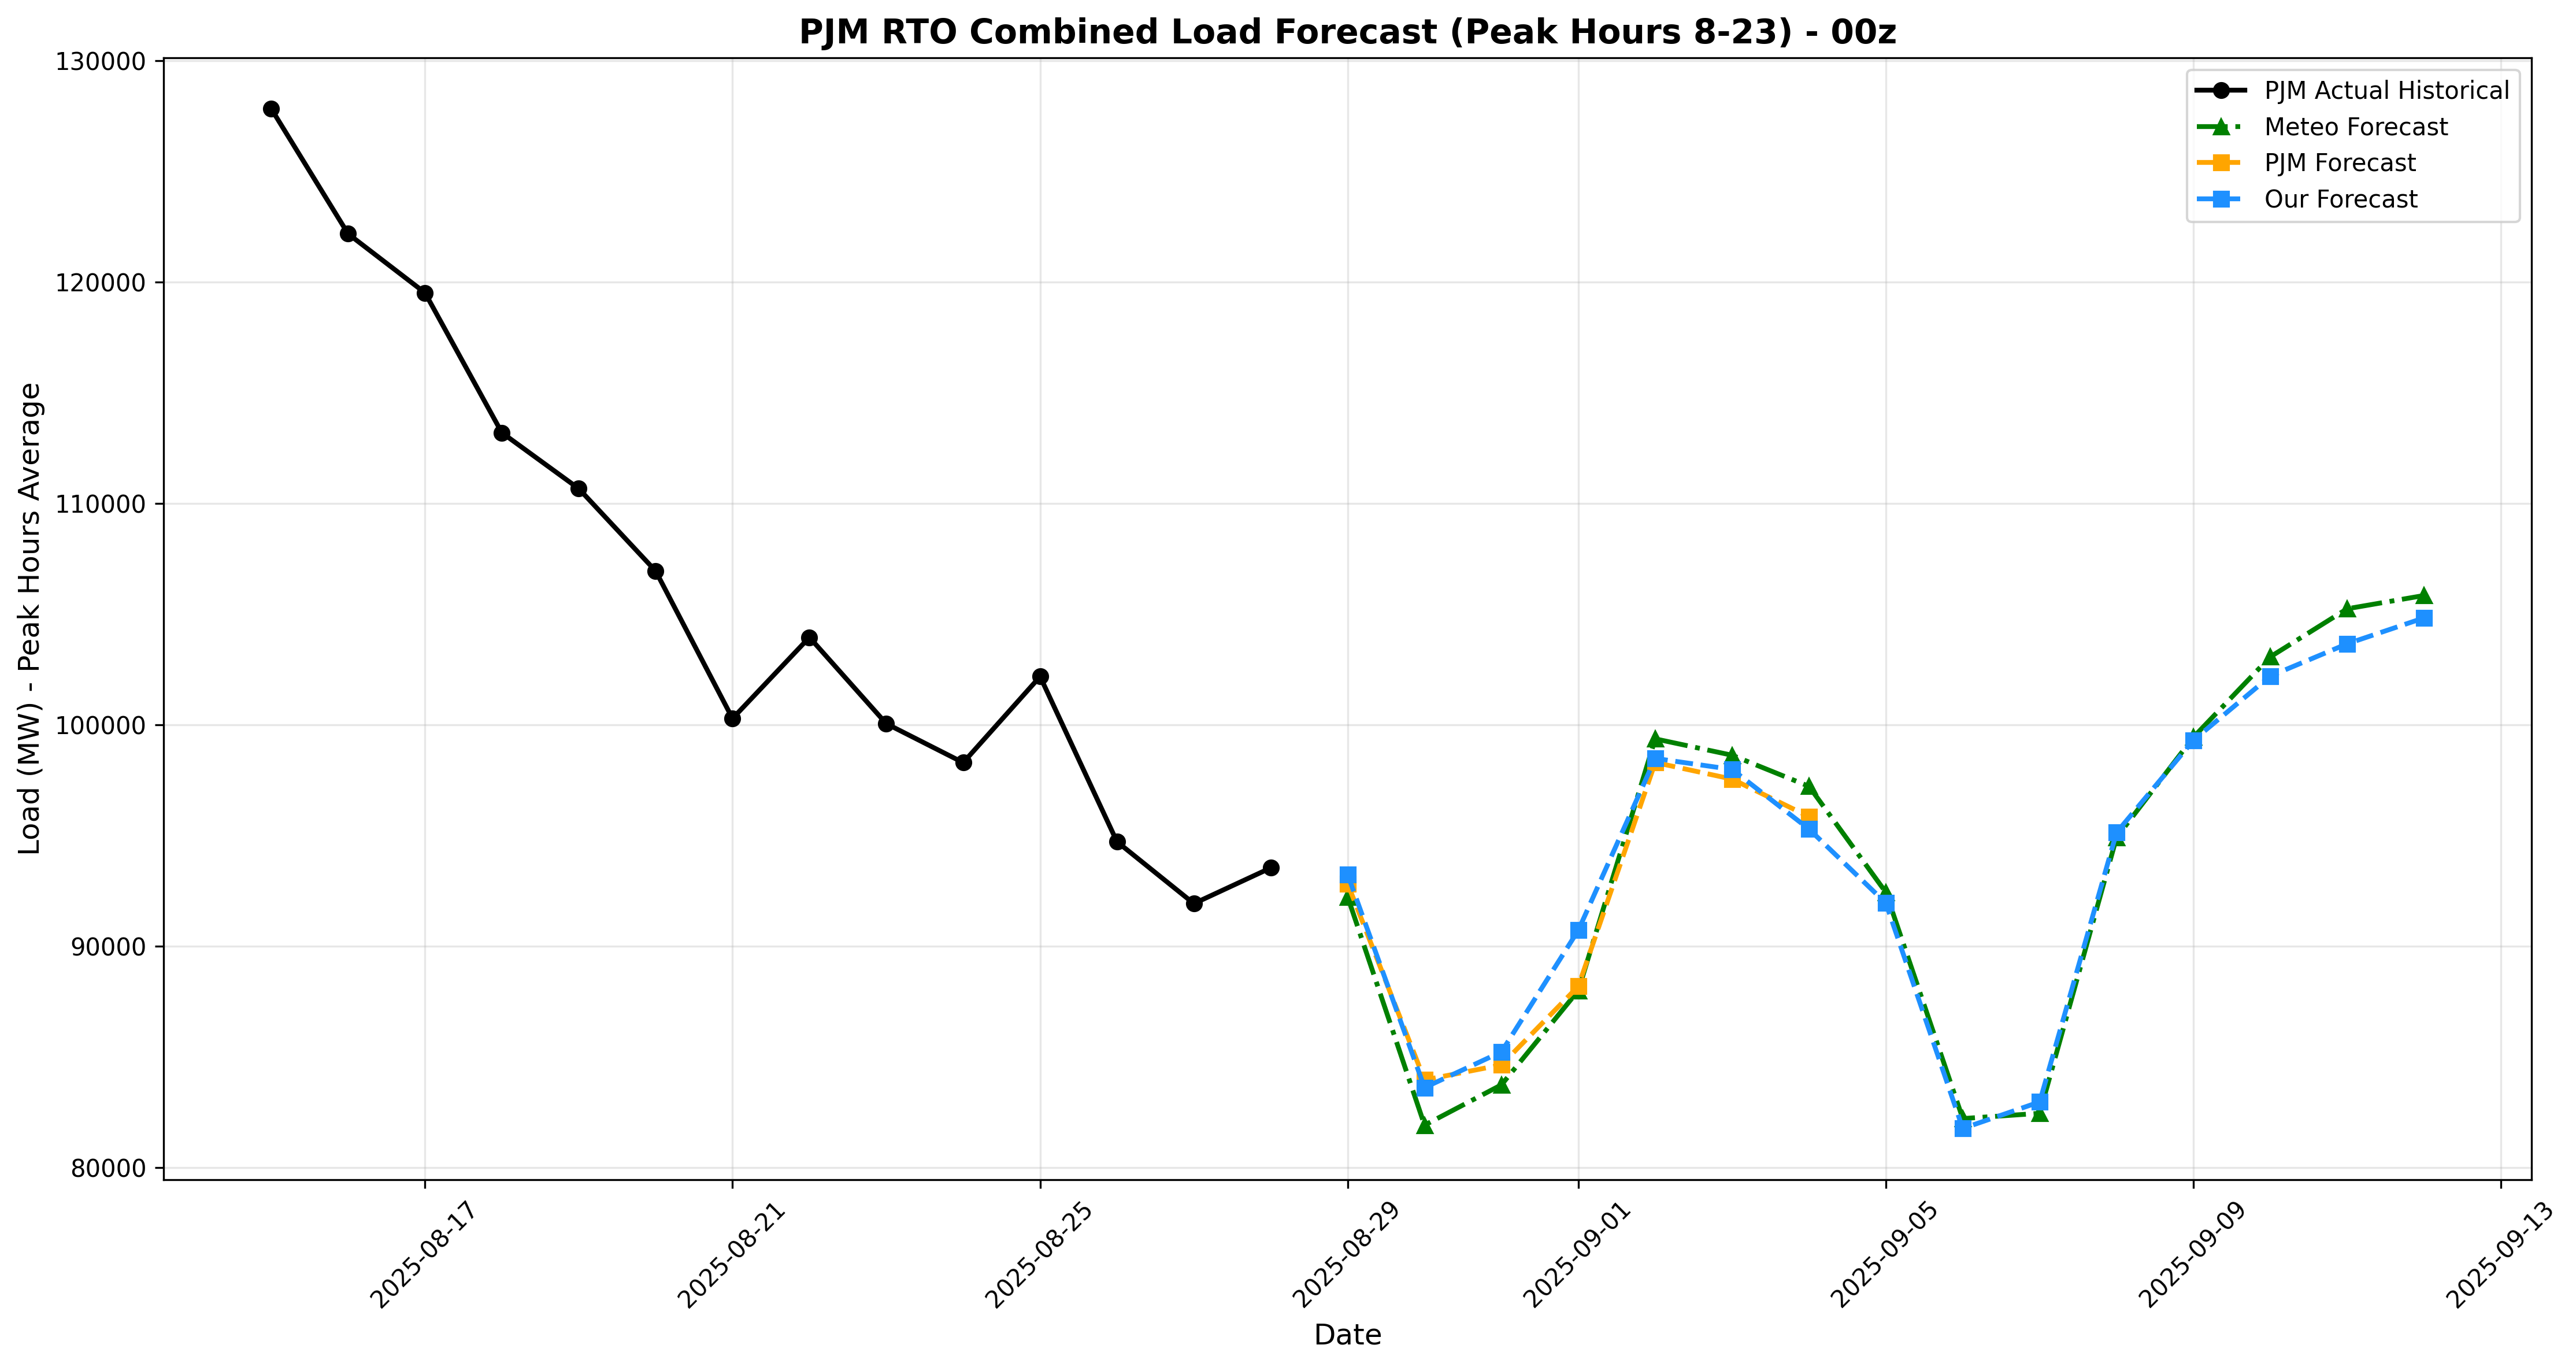 PJM RTO Combined Load Forecast (Peak Hours 8-23) - 00z
130000
120000
110000
100000
90000
80000
Load (MW) - Peak Hours Average
PJM Actual Historical
Meteo Forecast
PJM Forecast
Our Forecast
2025-08-17
2025-08-21
2025-08-25
2025-08-29
2025-09-01
2025-09-05
2025-09-09
2025-09-13
Date